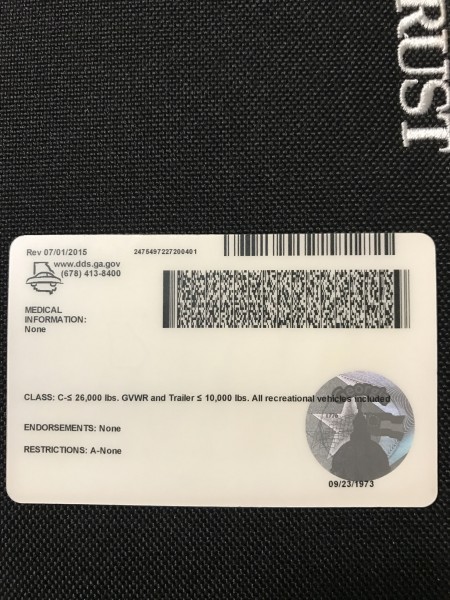 RUST
Rev 07/01/2015
2475497227200401
www.dds.ga.gov
(678) 413-8400
MEDICAL
INFORMATION:
None
CLASS: C-≤ 26,000 lbs. GVWR and Trailer ≤ 10,000 lbs. All recreational vehicles included
ENDORSEMENTS: None
RESTRICTIONS: A-None
09/23/1973